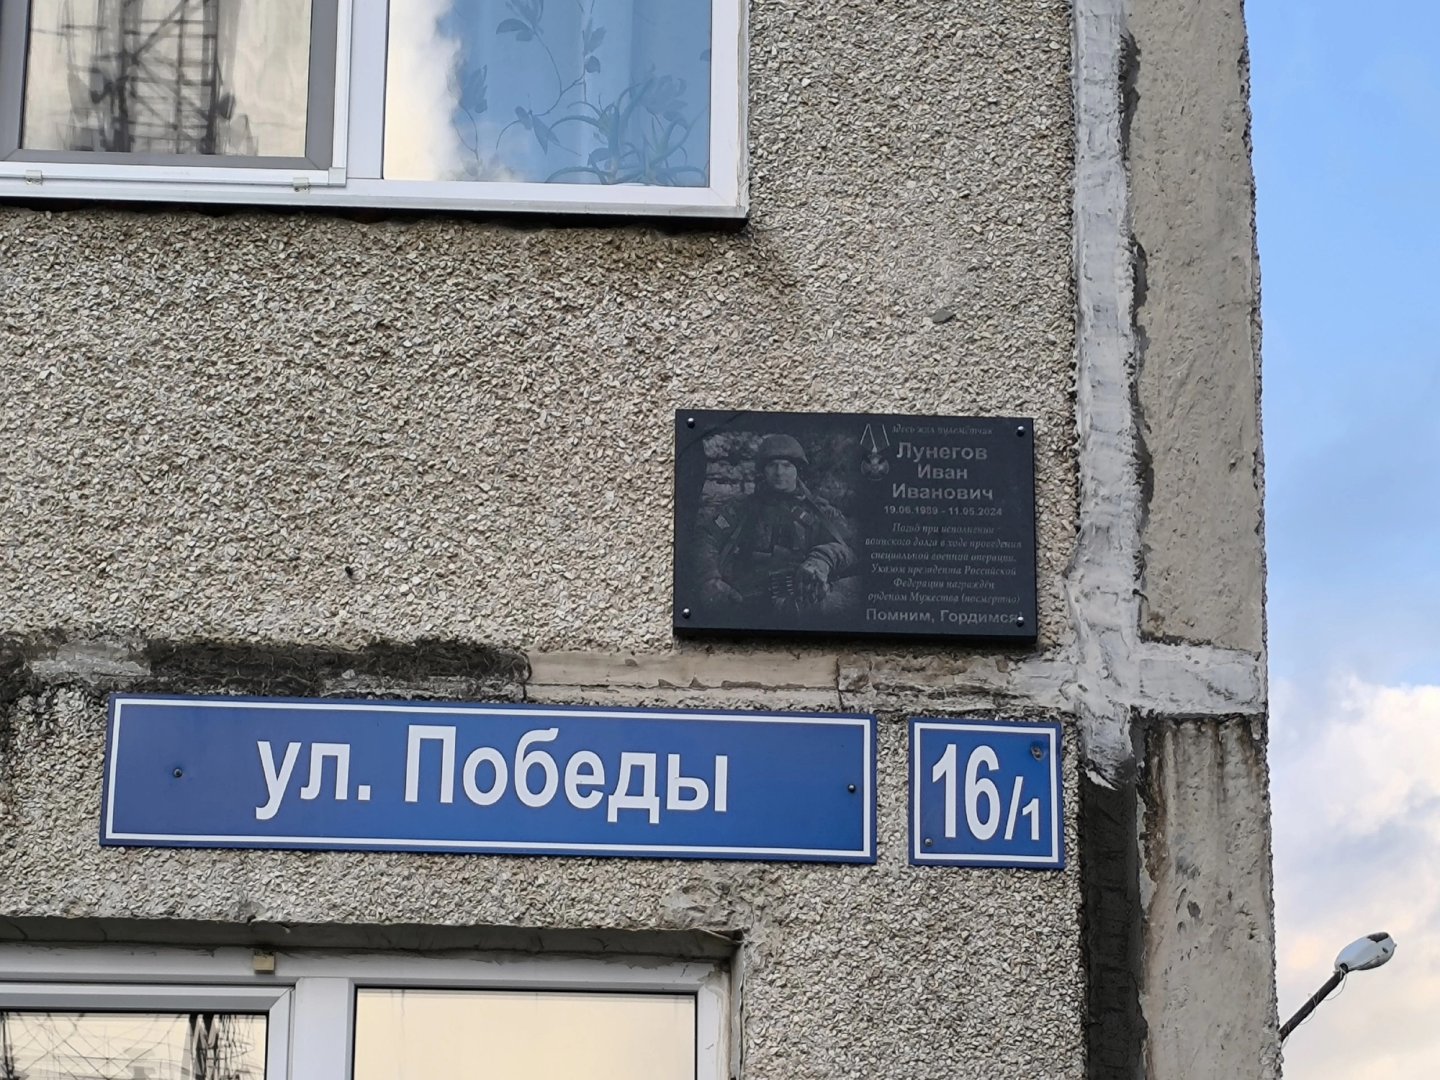 здесь жил пулемётчик
Лунегов
Иван
Иванович
19.06.1989 - 11.05.2024
Погиб при исполнении
воинского долга в ходе проведения
специальной военной операции.
Указом президента Российской
Федерации награждён
орденом Мужества (посмертно)
Помним, Гордимся!
ул. Победы
16/1